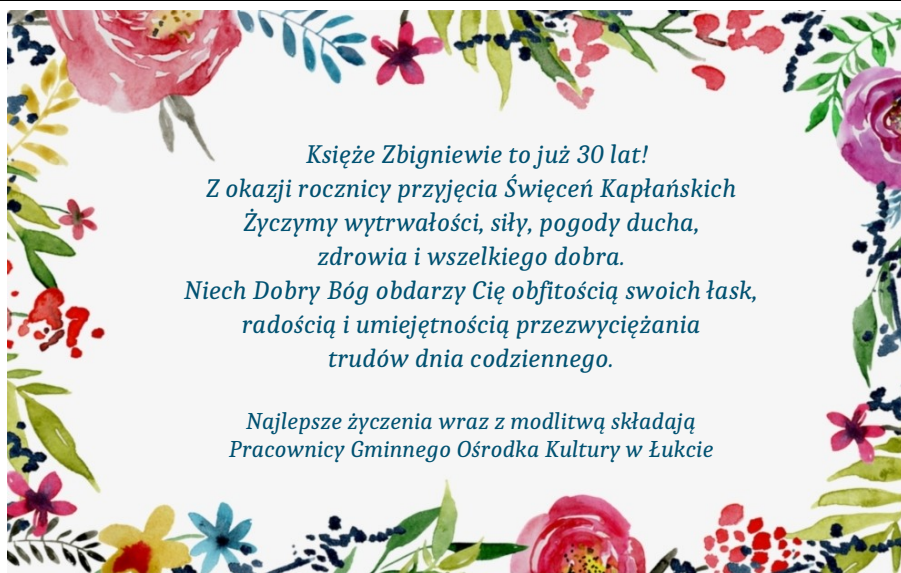 Księże Zbigniewie to już 30 lat!
Z okazji rocznicy przyjęcia Święceń Kapłańskich
Życzymy wytrwałości, siły, pogody ducha,
zdrowia i wszelkiego dobra.
Niech Dobry Bóg obdarzy Cię obfitością swoich łask,
radością i umiejętnością przezwyciężania
trudów dnia codziennego.
Najlepsze życzenia wraz z modlitwą składają
Pracownicy Gminnego Ośrodka Kultury w Łukcie